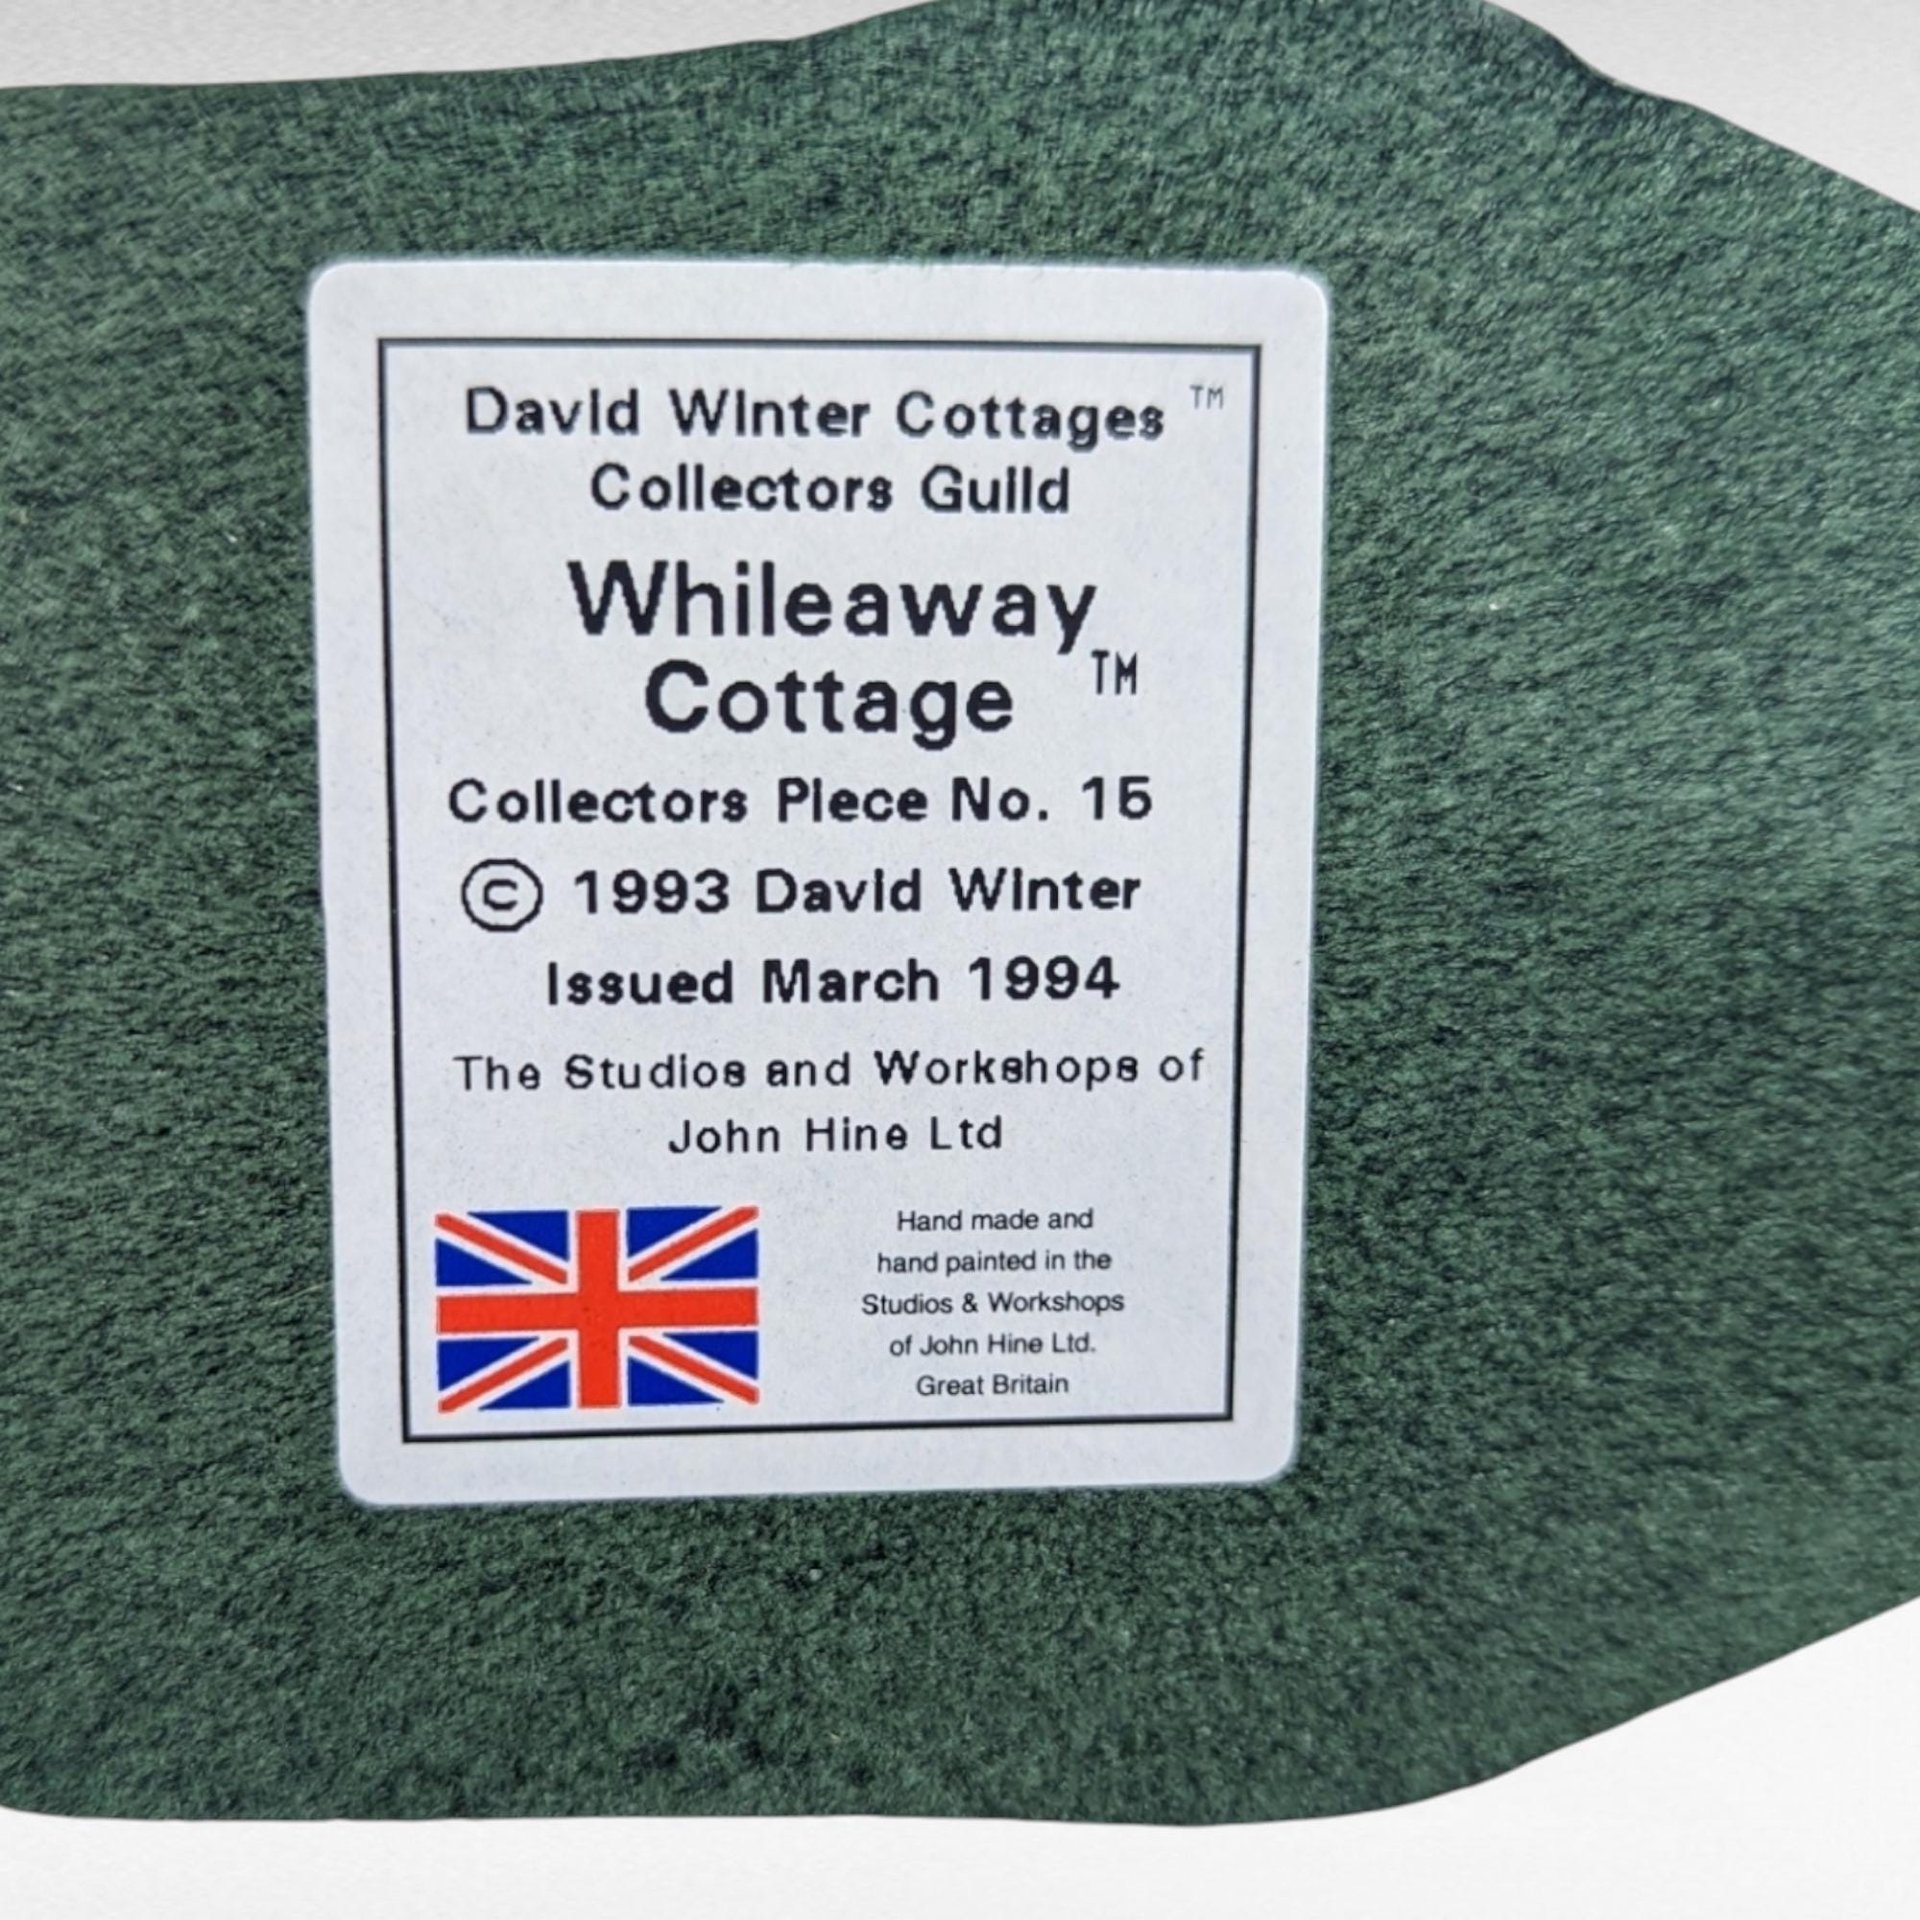 David Winter Cottages ™
Collectors Guild
Whileaway
Cottage ™
Collectors Piece No. 15
© 1993 David Winter
Issued March 1994
The Studios and Workshops of
John Hine Ltd
Hand made and
hand painted in the
Studios & Workshops
of John Hine Ltd.
Great Britain